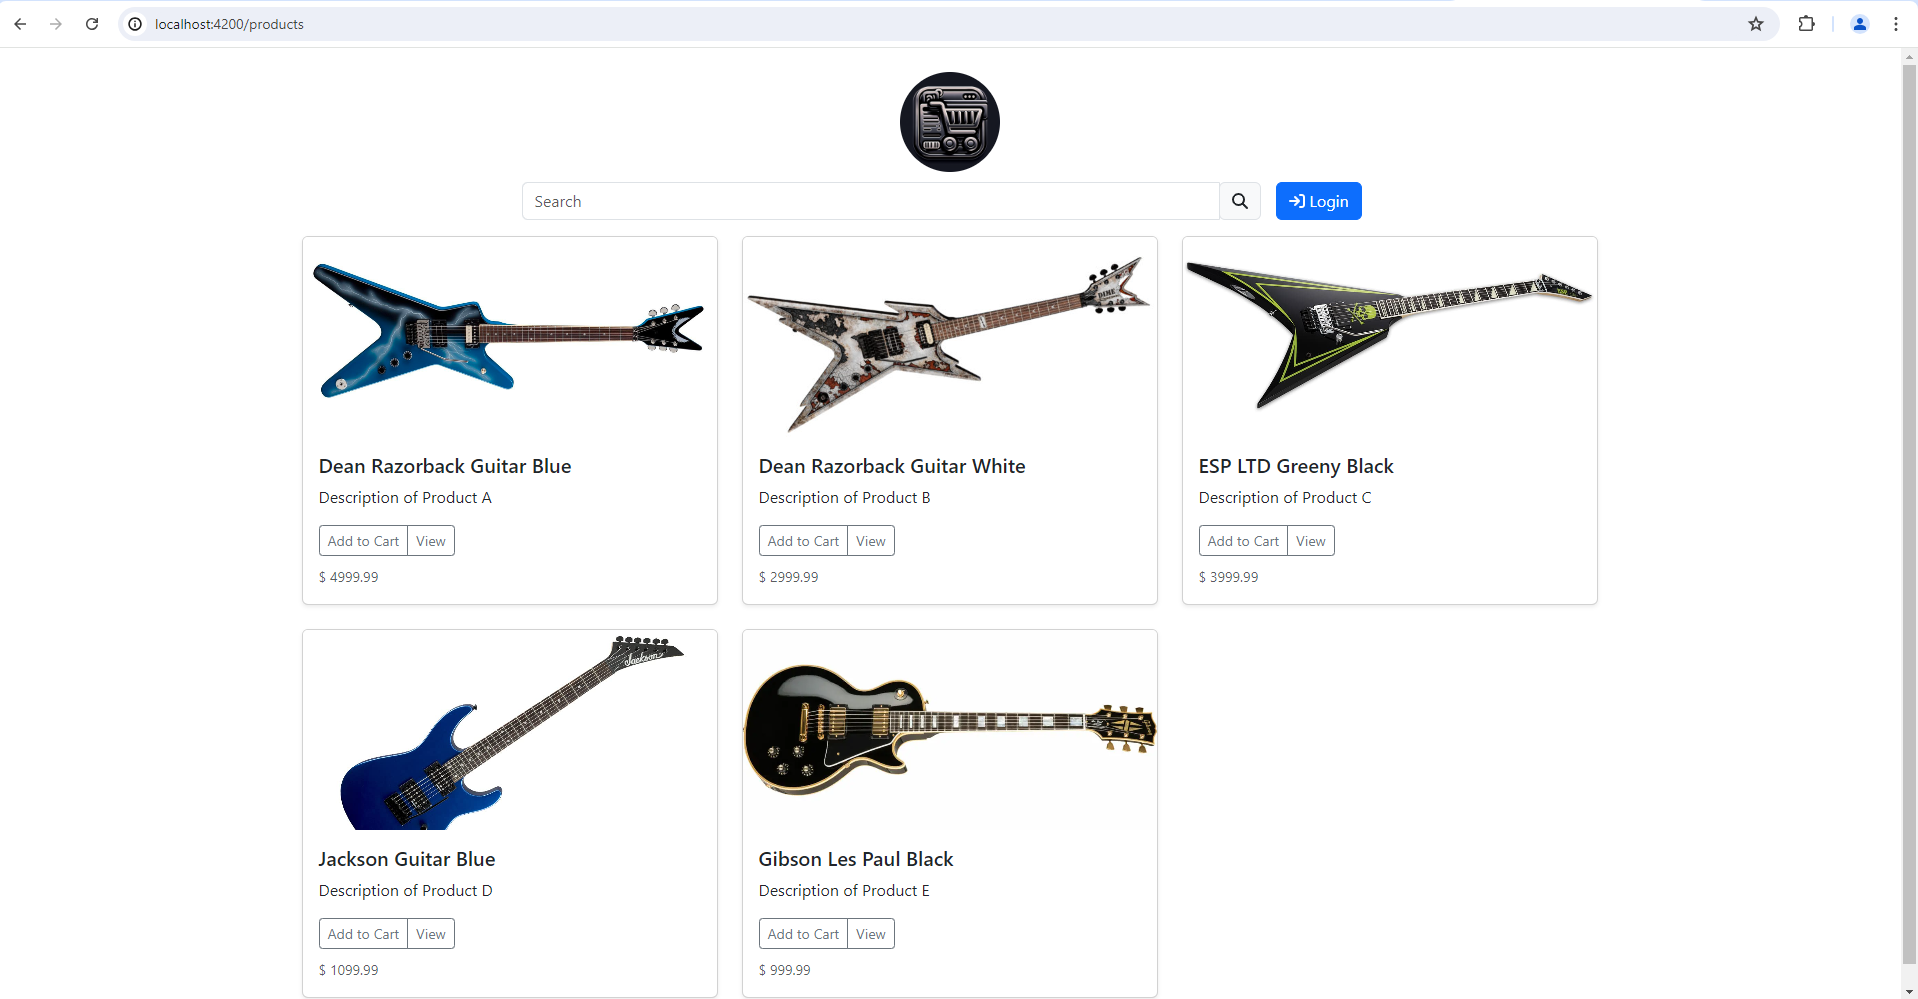 localhost:4200/products
Search
Login
DIME
Dean Razorback Guitar Blue
Description of Product A
Add to Cart View
$ 4999.99
Dean Razorback Guitar White
Description of Product B
Add to Cart View
$ 2999.99
ESP LTD Greeny Black
Description of Product C
Add to Cart View
$ 3999.99
Jackson
Jackson Guitar Blue
Description of Product D
Add to Cart View
$ 1099.99
Gibson Les Paul Black
Description of Product E
Add to Cart View
$ 999.99